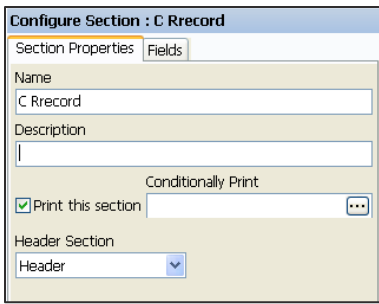 Configure Section : C Rrecord
Section Properties Fields
Name
C Rrecord
Description
Conditionally Print
Print this section ...
Header Section
Header